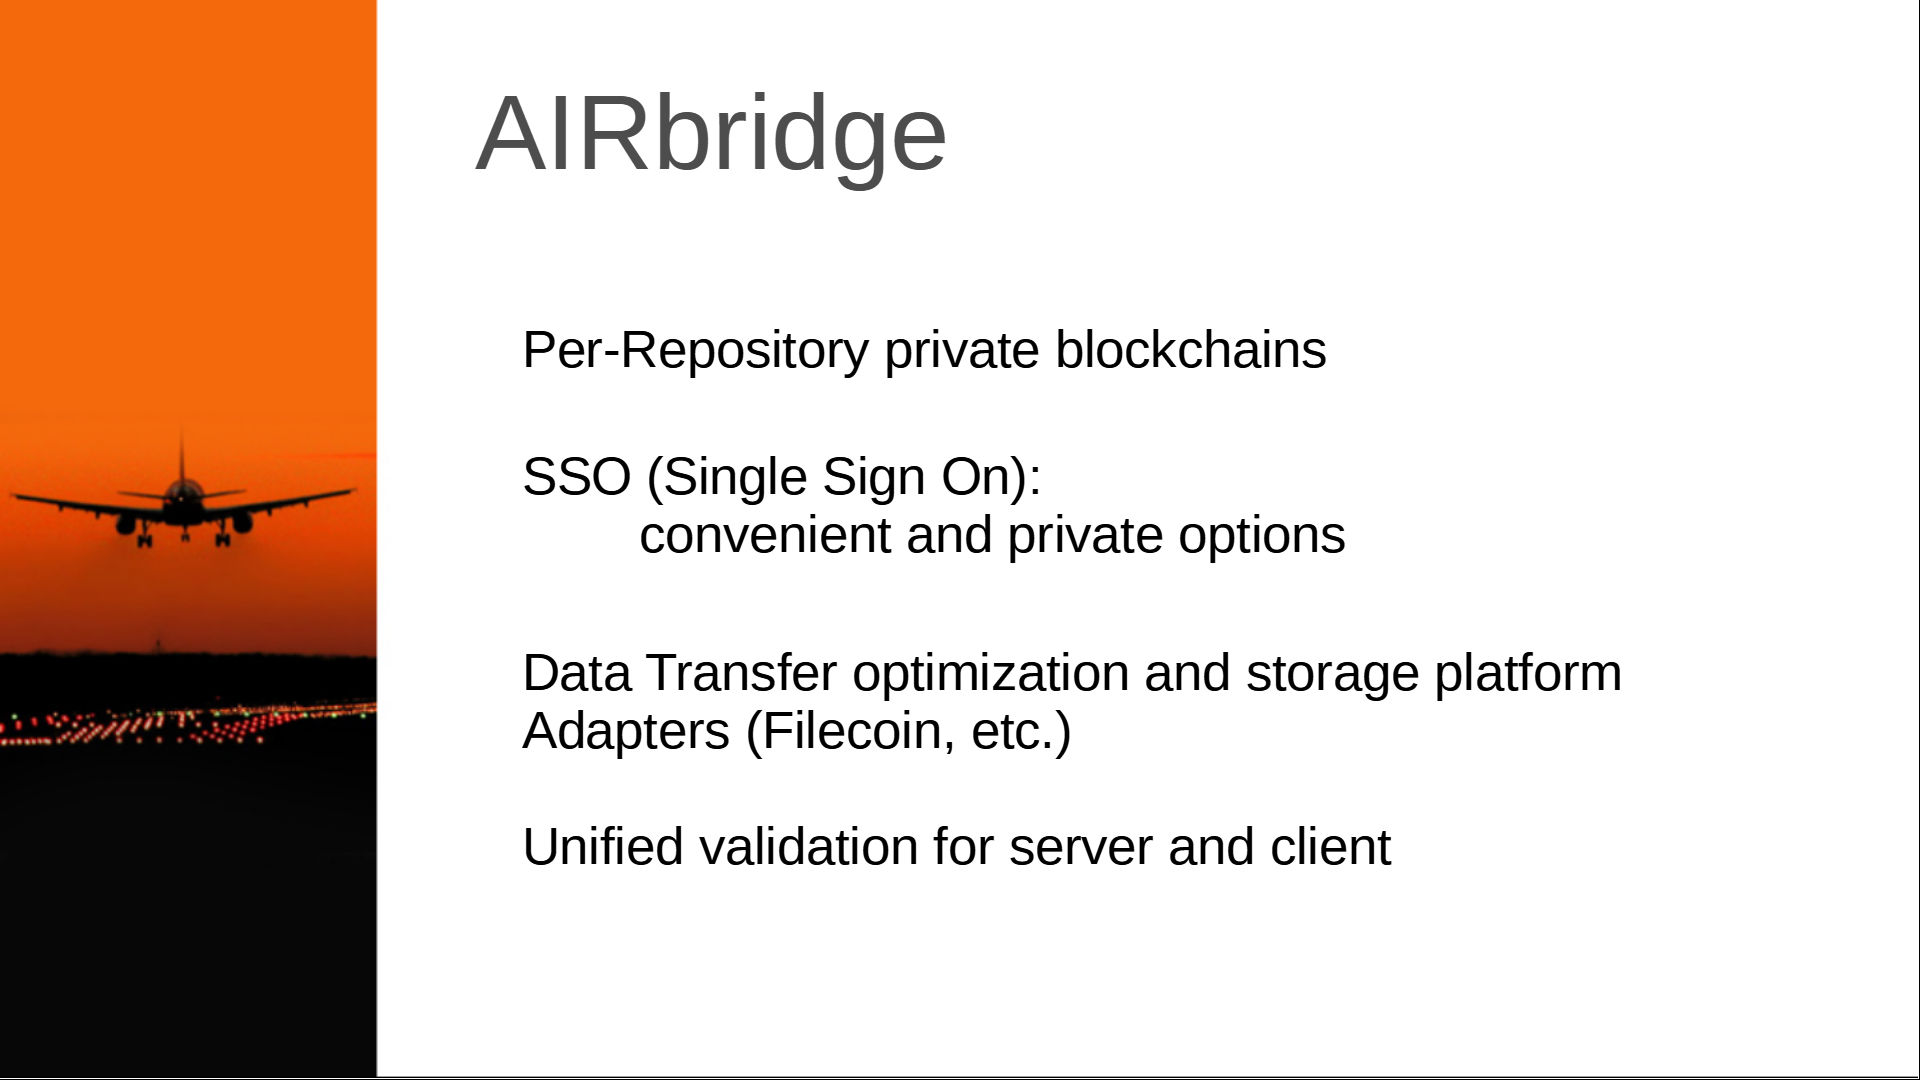 AIRbridge
Per-Repository private blockchains
SSO (Single Sign On):
convenient and private options
Data Transfer optimization and storage platform
Adapters (Filecoin, etc.)
Unified validation for server and client